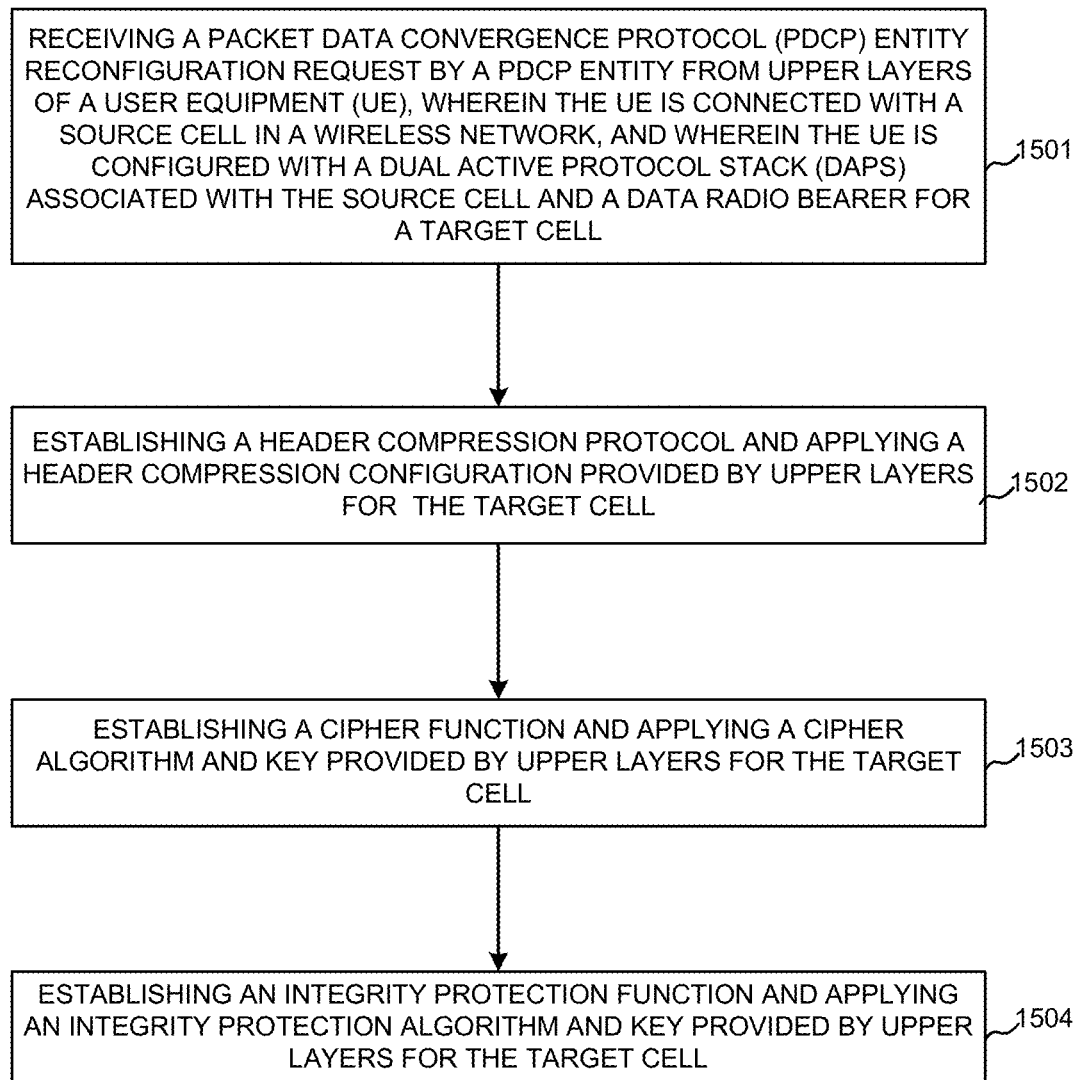 RECEIVING A PACKET DATA CONVERGENCE PROTOCOL (PDCP) ENTITY
RECONFIGURATION REQUEST BY A PDCP ENTITY FROM UPPER LAYERS
OF A USER EQUIPMENT (UE), WHEREIN THE UE IS CONNECTED WITH A
SOURCE CELL IN A WIRELESS NETWORK, AND WHEREIN THE UE IS
CONFIGURED WITH A DUAL ACTIVE PROTOCOL STACK (DAPS)
ASSOCIATED WITH THE SOURCE CELL AND A DATA RADIO BEARER FOR
A TARGET CELL
1501
ESTABLISHING A HEADER COMPRESSION PROTOCOL AND APPLYING A
HEADER COMPRESSION CONFIGURATION PROVIDED BY UPPER LAYERS
FOR THE TARGET CELL
1502
ESTABLISHING A CIPHER FUNCTION AND APPLYING A CIPHER
ALGORITHM AND KEY PROVIDED BY UPPER LAYERS FOR THE TARGET
CELL
1503
ESTABLISHING AN INTEGRITY PROTECTION FUNCTION AND APPLYING
AN INTEGRITY PROTECTION ALGORITHM AND KEY PROVIDED BY UPPER
LAYERS FOR THE TARGET CELL
1504